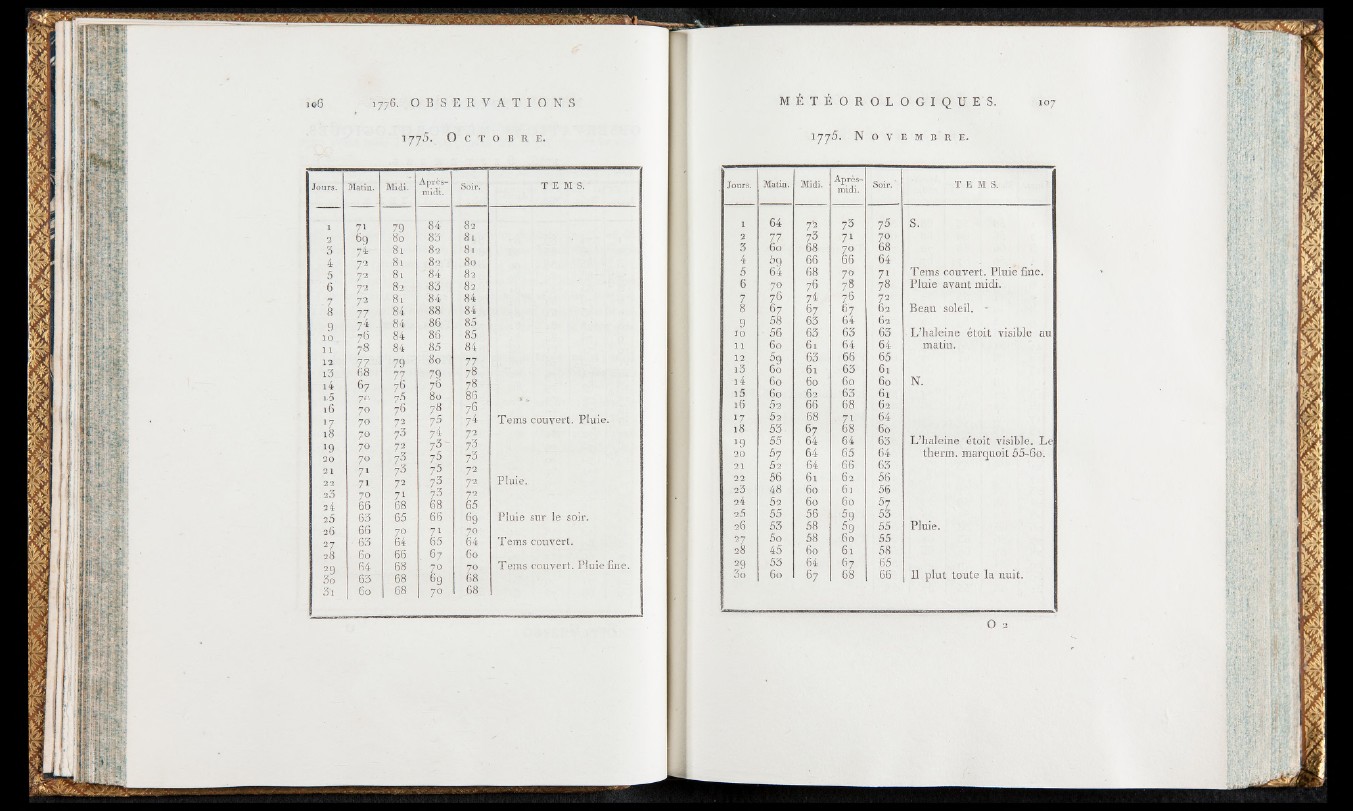 106 1776. OBSERVATIONS
1775. OCTOBRE.
Jours. Matin. Midi. Après-midi. Soir. TEMS.
1 71 79 84 82
2 69 80 83 81
3 74 81 82 81
4 72 81 82 80
5 72 81 84 82
6 72 82 83 82
7 72 81 84 84
8 77 84 88 84
9 74 84 86 85
10 76 84 86 85
11 78 84 85 84
12 77 79 80 77
13 68 77 79 78
14 67 76 76 78
15 75 80 86
16 70 76 78 76
17 70 72 75 74 Tems couvert. Pluie.
18 70 73 74 72
19 70 72 73 73
20 70 73 75 73
21 71 73 75 72
22 71 72 73 72 Pluie.
23 70 71 73 72
24 66 68 68 65
25 63 65 66 69 Pluie sur le soir.
26 66 70 71 70
27 63 64 65 64 Tems couvert.
28 60 66 67 60
29 64 68 70 70 Tems couvert. Pluie fine.
30 63 68 69 68
31 60 68 70 68
MÉTÉOROLOGIQUES. 107
1775. NOVEMBRE.
Jours. Matin. Midi. Après-midi. Soir. TEMS.
1 64 72 73 75 S.
2 77 73 71 70
3 60 68 70 68
4 59 66 66 64
5 64 68 70 71 Tems couvert. Pluie fine.
6 70 76 78 78 Pluie avant midi.
7 76 74 76 72
8 67 67 67 62 Beau soleil.
9 58 63 64 62
10 56 63 63 63 L'haleine étoit visible au
11 60 61 64 64 matin.
12 59 63 66 65
13 60 61 63 61
14 60 60 60 60 N.
15 60 62 63 61
16 52 66 68 62
17 52 68 71 64
18 53 67 68 60
19 55 64 64 63 L'haleine étoit visible. Le
20 57 64 65 64 therm. marquoit 55-60.
21 52 64 66 63
22 56 61 62 56
23 48 60 61 56
24 52 60 60 57
25 55 56 59 53
26 53 58 59 55 Pluie.
27 50 58 60 55
28 45 60 61 58
29 53 64 67 65
30 60 67 68 66 Il plut toute la nuit.
O 2